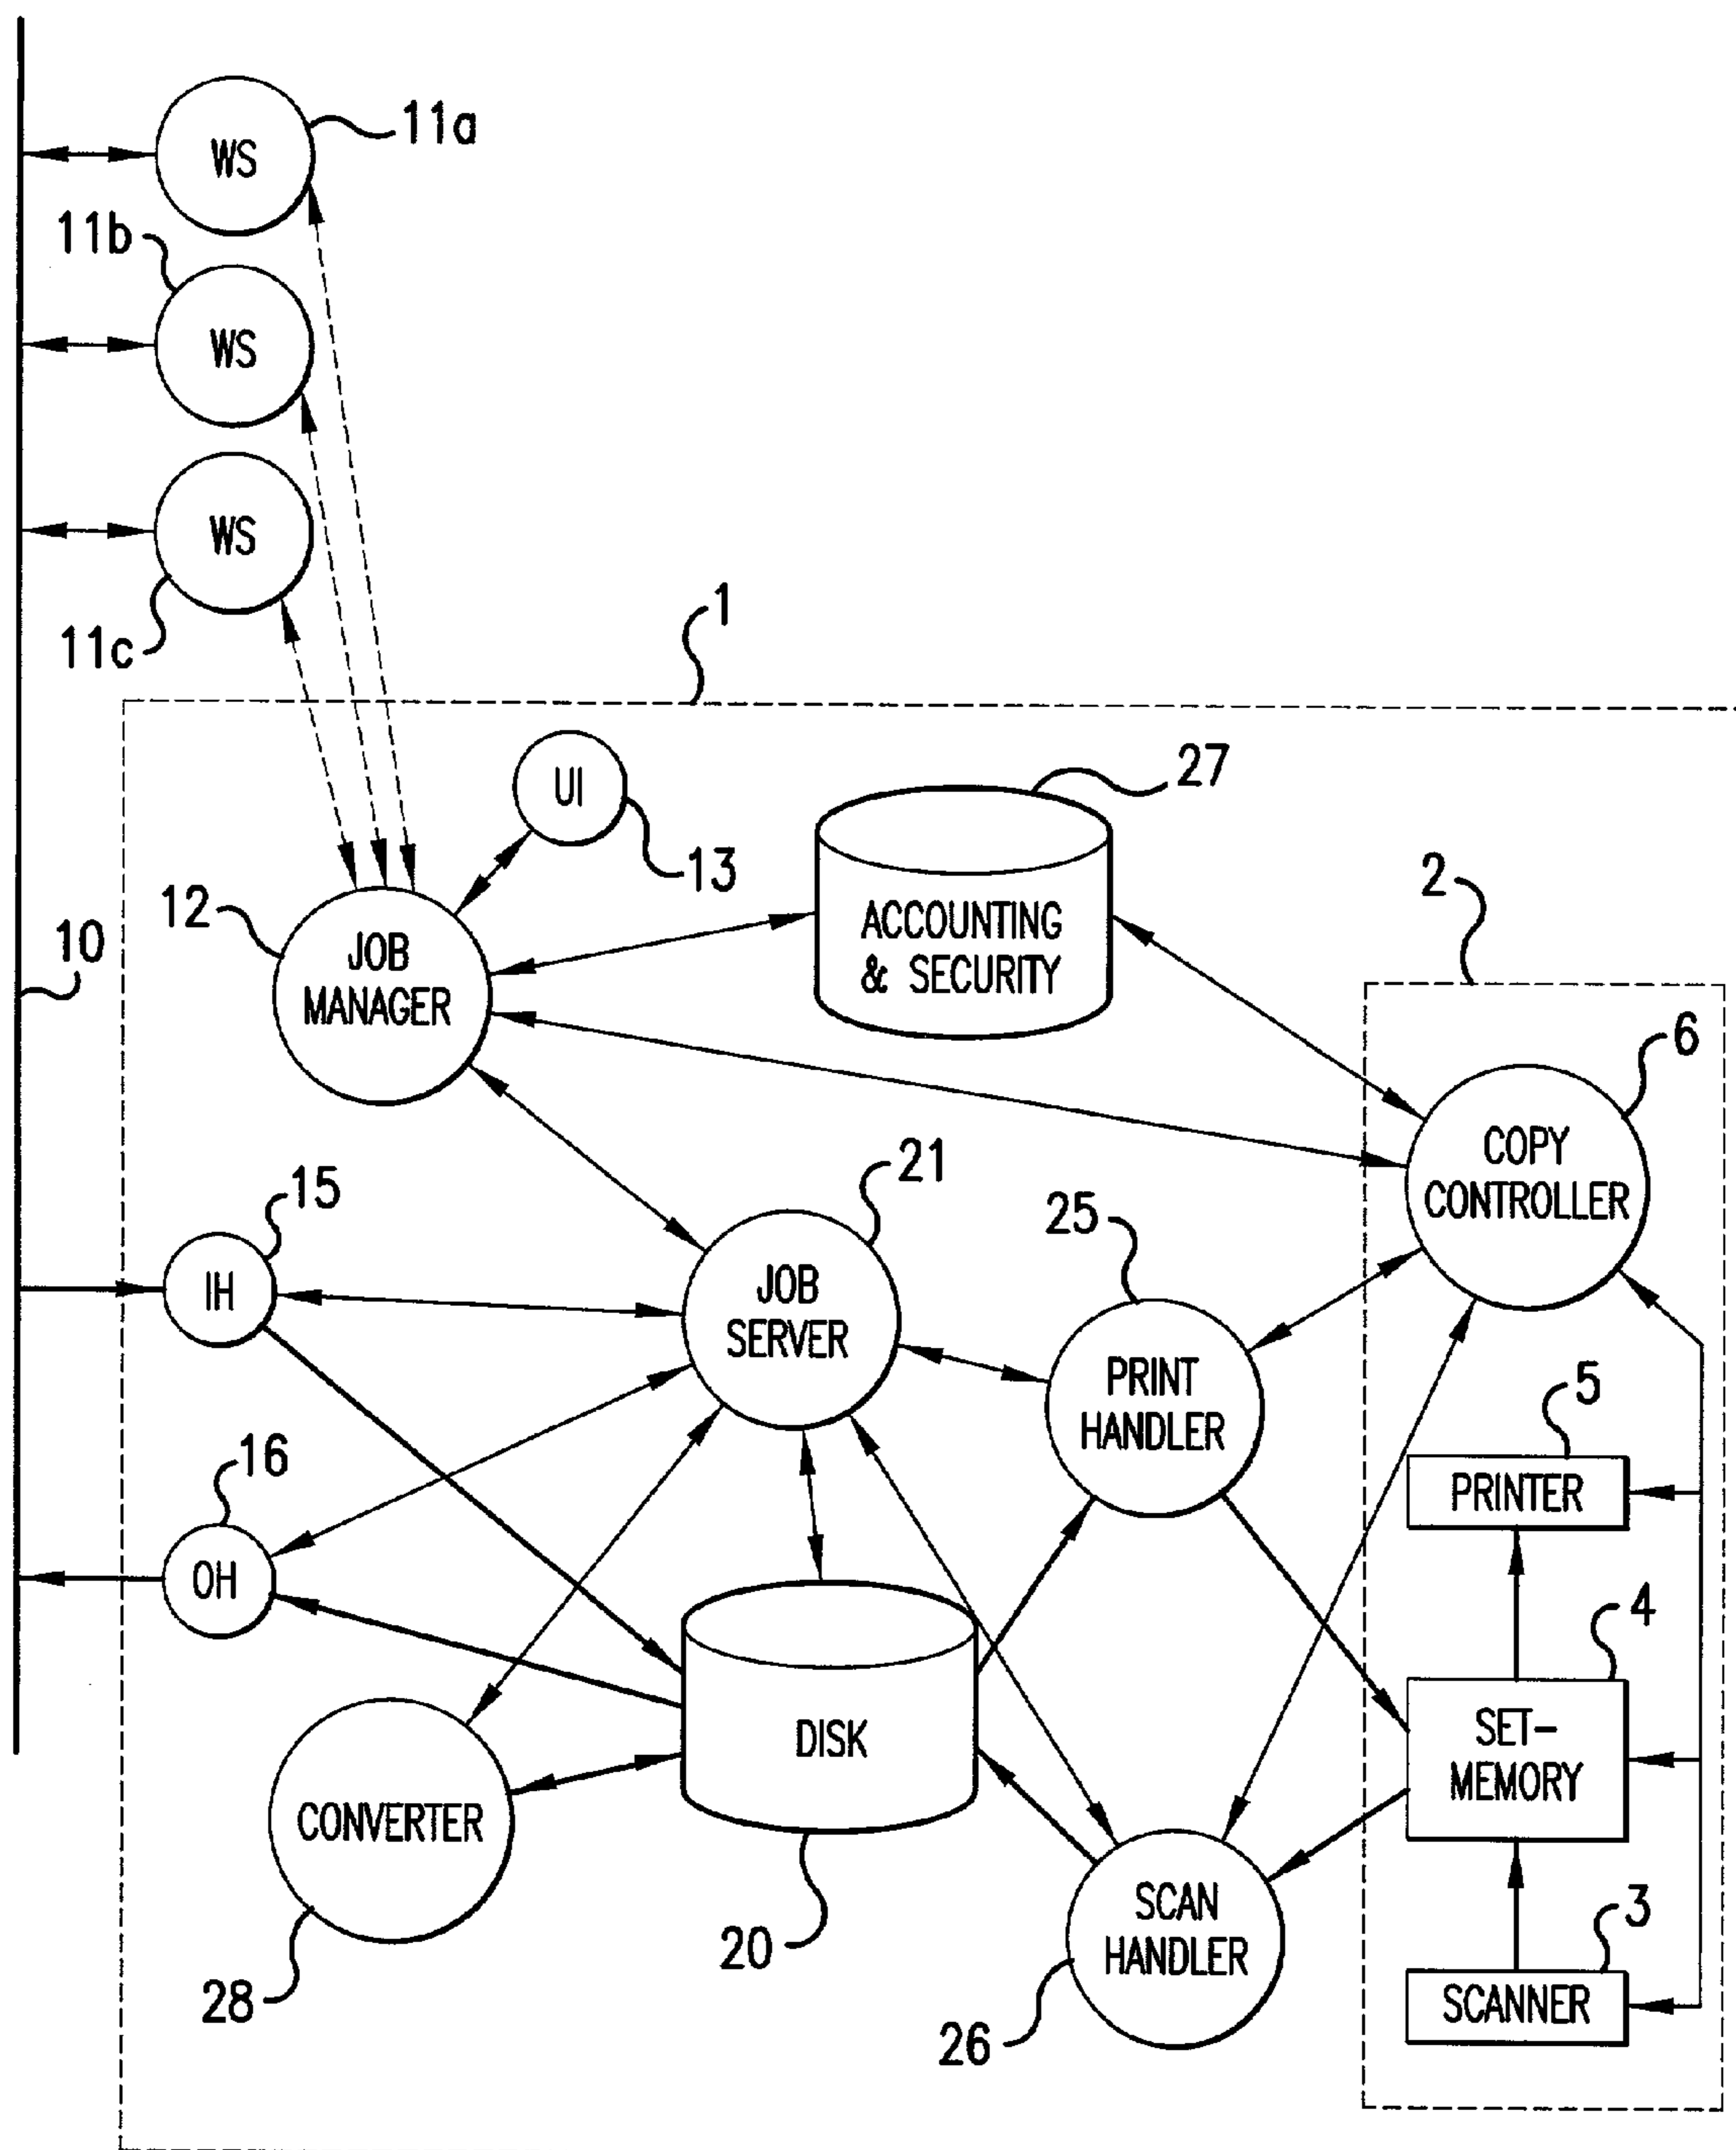 11a
WS
11b
WS
WS
11c
1
UI
13
27
12
JOB
MANAGER
ACCOUNTING
& SECURITY
2
10
6
COPY
CONTROLLER
21
15
25
IH
JOB
SERVER
PRINT
HANDLER
5
PRINTER
16
OH
4
SET-
MEMORY
DISK
CONVERTER
3
SCAN
HANDLER
SCANNER
20
28
26